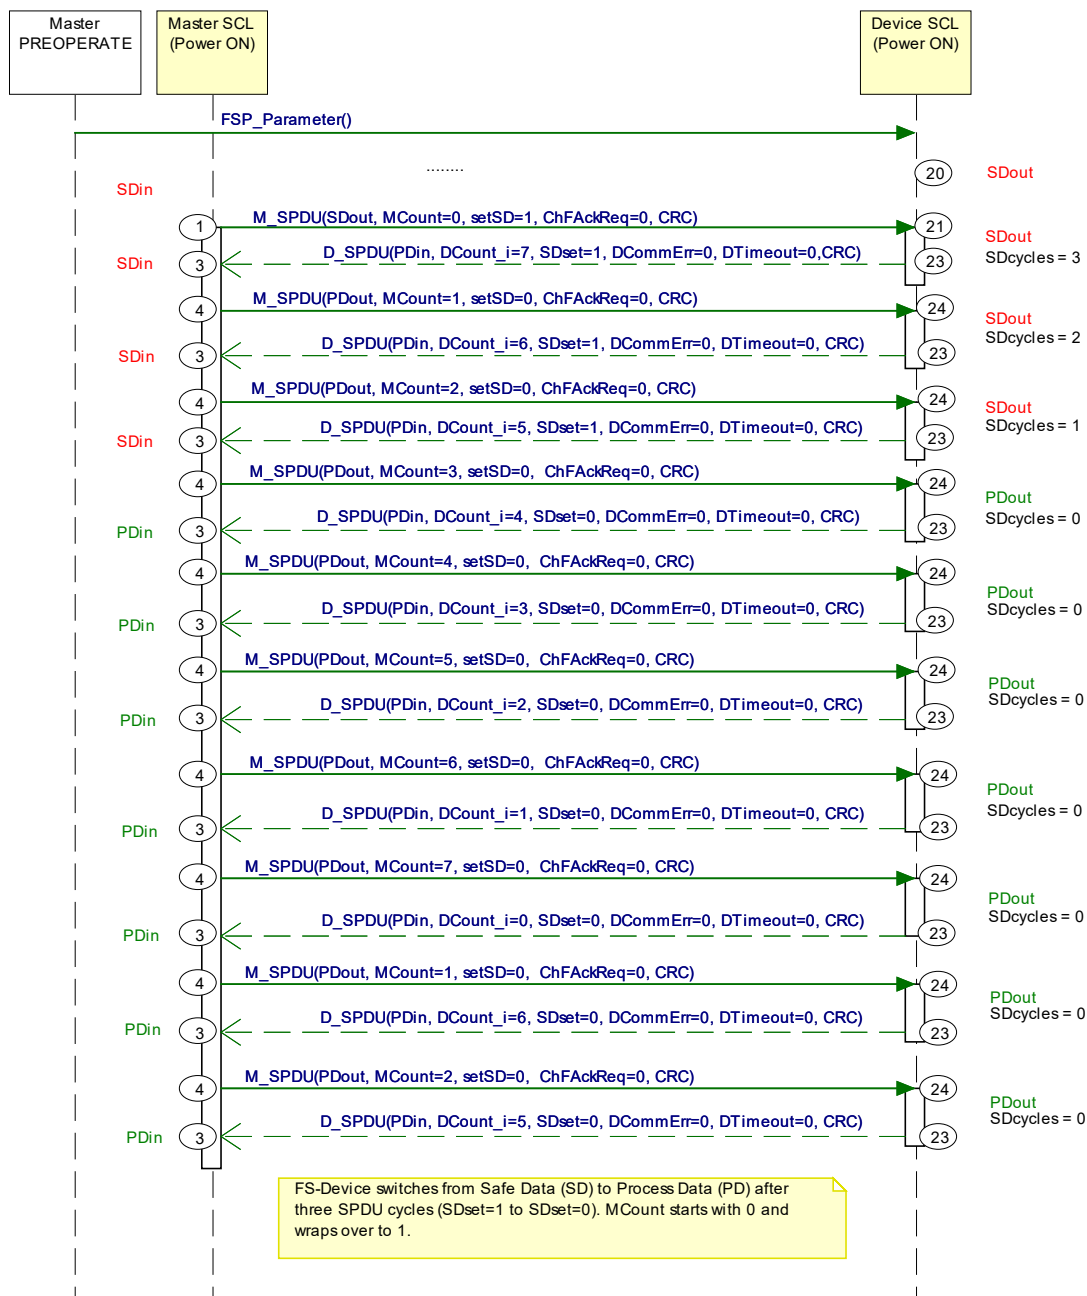 Master
PREOPERATE
Master SCL
(Power ON)
Device SCL
(Power ON)
FSP_Parameter()
........
20
SDout
SDin
1
M_SPDU(SDout, MCount=0, setSD=1, ChFAckReq=0, CRC)
21
SDout
SDcycles = 3
SDin
3
D_SPDU(PDin, DCount_i=7, SDset=1, DCommErr=0, DTimeout=0,CRC)
23
4
M_SPDU(PDout, MCount=1, setSD=0, ChFAckReq=0, CRC)
24
SDout
SDcycles = 2
SDin
3
D_SPDU(PDin, DCount_i=6, SDset=1, DCommErr=0, DTimeout=0, CRC)
23
4
M_SPDU(PDout, MCount=2, setSD=0, ChFAckReq=0, CRC)
24
SDout
SDcycles = 1
SDin
3
D_SPDU(PDin, DCount_i=5, SDset=1, DCommErr=0, DTimeout=0, CRC)
23
4
M_SPDU(PDout, MCount=3, setSD=0, ChFAckReq=0, CRC)
24
PDout
SDcycles = 0
PDin
3
D_SPDU(PDin, DCount_i=4, SDset=0, DCommErr=0, DTimeout=0, CRC)
23
4
M_SPDU(PDout, MCount=4, setSD=0, ChFAckReq=0, CRC)
24
PDout
SDcycles = 0
PDin
3
D_SPDU(PDin, DCount_i=3, SDset=0, DCommErr=0, DTimeout=0, CRC)
23
4
M_SPDU(PDout, MCount=5, setSD=0, ChFAckReq=0, CRC)
24
PDout
SDcycles = 0
PDin
3
D_SPDU(PDin, DCount_i=2, SDset=0, DCommErr=0, DTimeout=0, CRC)
23
4
M_SPDU(PDout, MCount=6, setSD=0, ChFAckReq=0, CRC)
24
PDout
SDcycles = 0
PDin
3
D_SPDU(PDin, DCount_i=1, SDset=0, DCommErr=0, DTimeout=0, CRC)
23
4
M_SPDU(PDout, MCount=7, setSD=0, ChFAckReq=0, CRC)
24
PDout
SDcycles = 0
PDin
3
D_SPDU(PDin, DCount_i=0, SDset=0, DCommErr=0, DTimeout=0, CRC)
23
4
M_SPDU(PDout, MCount=1, setSD=0, ChFAckReq=0, CRC)
24
PDout
SDcycles = 0
PDin
3
D_SPDU(PDin, DCount_i=6, SDset=0, DCommErr=0, DTimeout=0, CRC)
23
4
M_SPDU(PDout, MCount=2, setSD=0, ChFAckReq=0, CRC)
24
PDout
SDcycles = 0
PDin
3
D_SPDU(PDin, DCount_i=5, SDset=0, DCommErr=0, DTimeout=0, CRC)
23
FS-Device switches from Safe Data (SD) to Process Data (PD) after
three SPDU cycles (SDset=1 to SDset=0). MCount starts with 0 and
wraps over to 1.